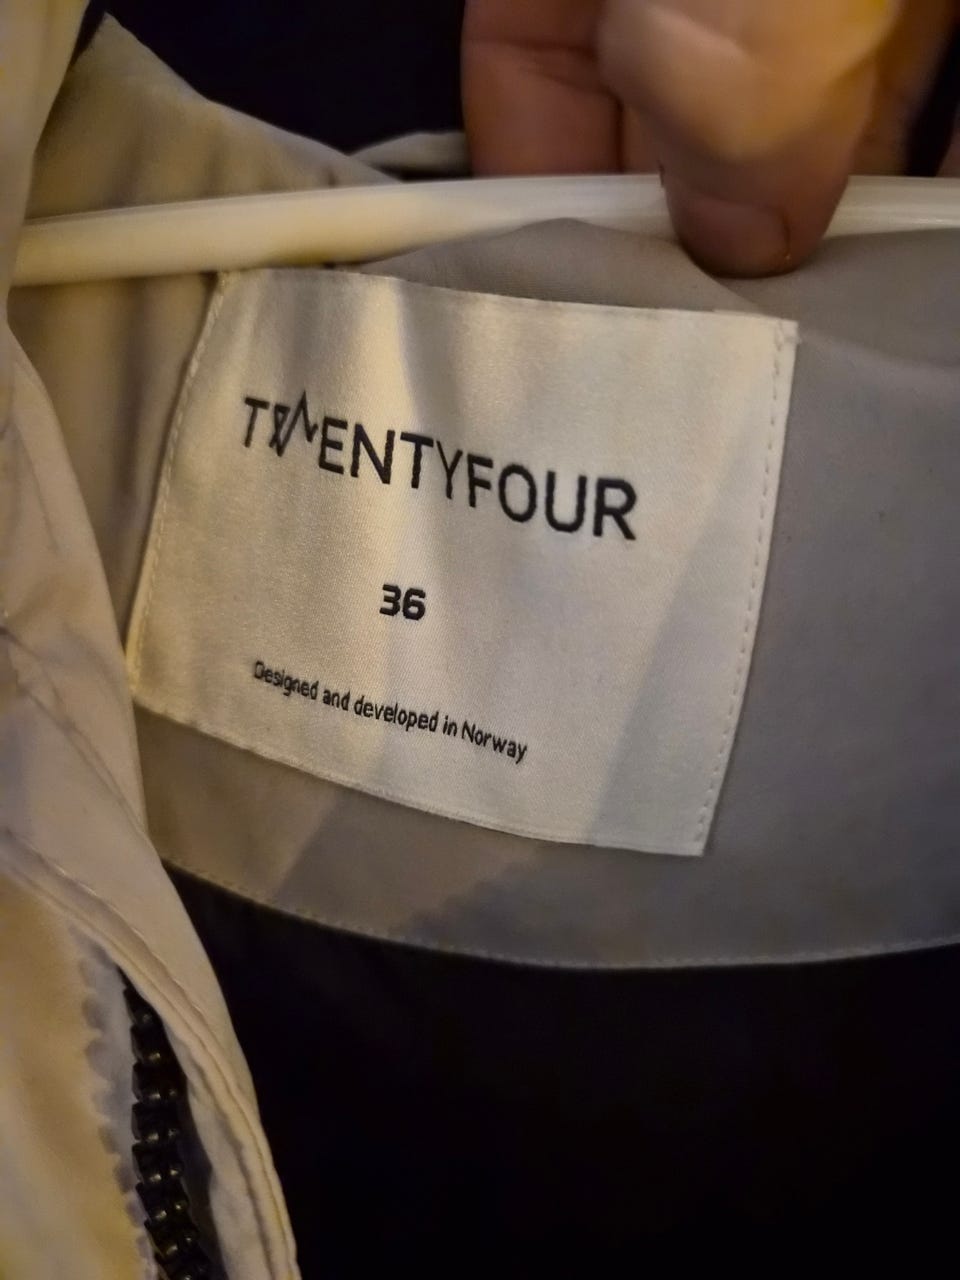 TWENTYFOUR
36
Designed and developed in Norway